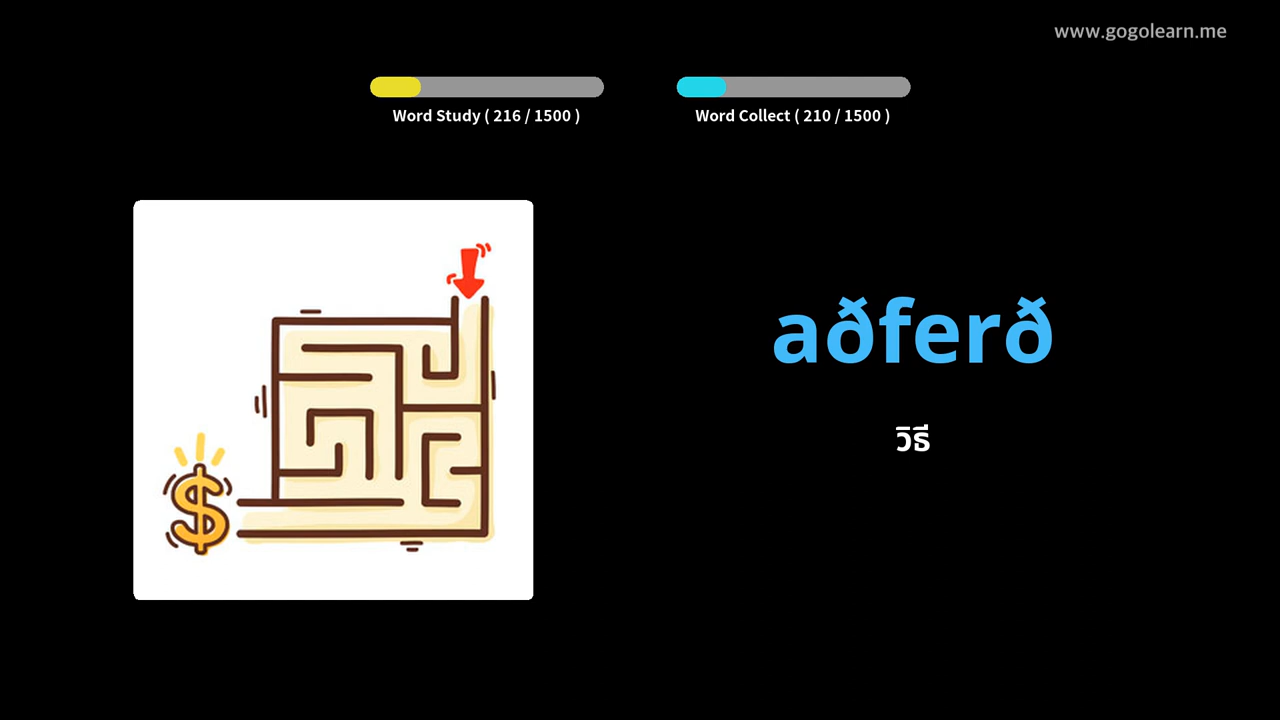 www.gogolearn.me
Word Study ( 216 / 1500 )
Word Collect ( 210 / 1500 )
$
aðferð
วิธี